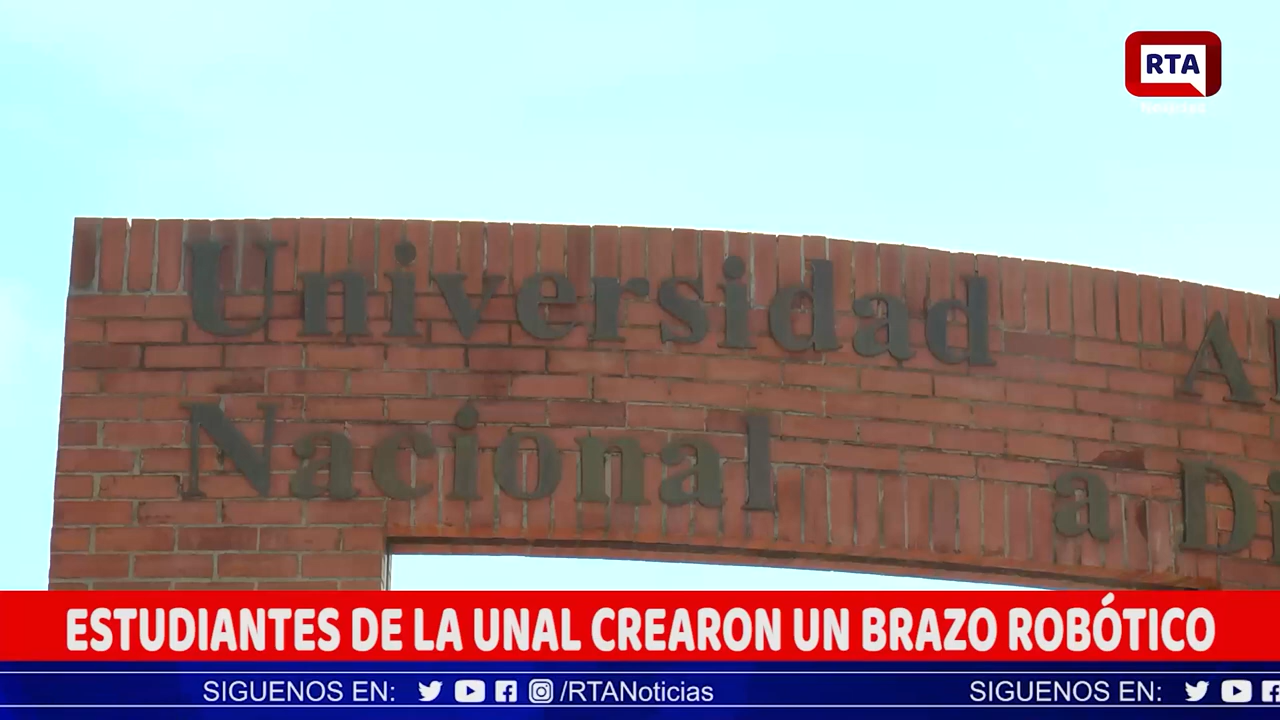 RTA
Universidad
Nacional
a
ESTUDIANTES DE LA UNAL CREARON UN BRAZO ROBÓTICO
SIGUENOS EN: /RTANoticias
SIGUENOS EN: